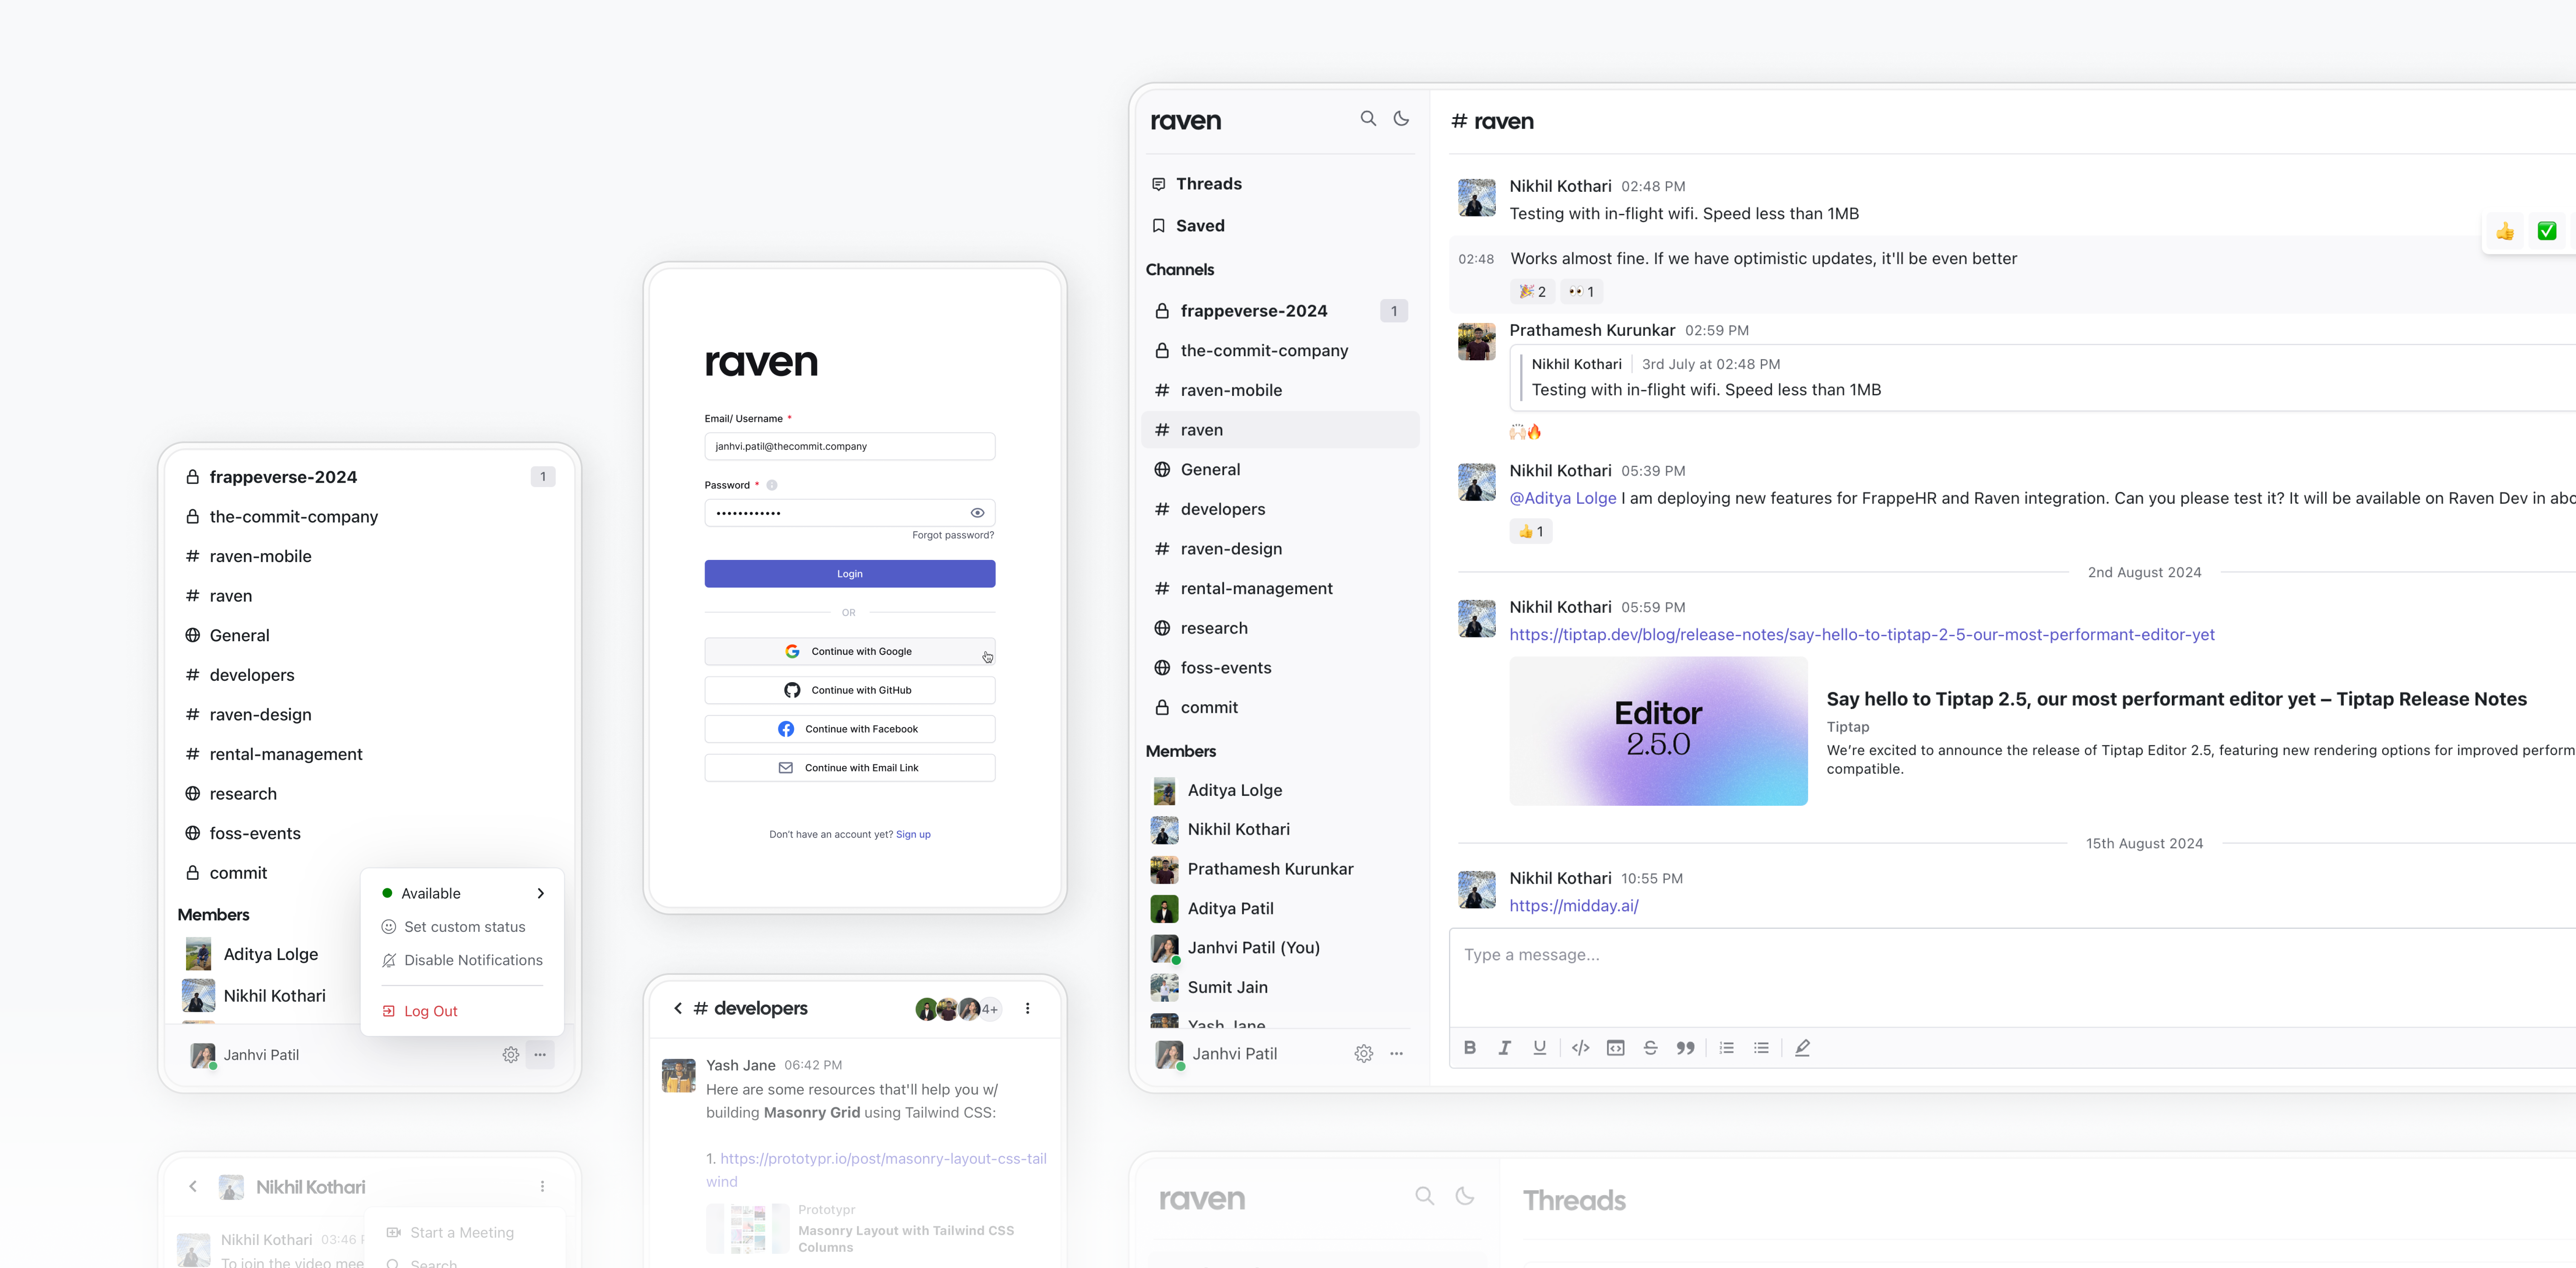 frappeverse-2024
1
the-commit-company
raven-mobile
raven
General
developers
raven-design
rental-management
research
foss-events
commit
Members
Aditya Lolge
Nikhil Kothari
Available
Set custom status
Disable Notifications
Log Out
Janhvi Patil
Nikhil Kothari
Nikhil Kothari 03:46
To join the video mee
Start a Meeting
Search
raven
Email/ Username *
janhvi.patil@thecommit.company
Password *
Forgot password?
Login
OR
Continue with Google
Continue with GitHub
Continue with Facebook
Continue with Email Link
Don't have an account yet? Sign up
# developers
4+
Yash Jane 06:42 PM
Here are some resources that'll help you w/
building Masonry Grid using Tailwind CSS:
1. https://prototypr.io/post/masonry-layout-css-tail
wind
Prototypr
Masonry Layout with Tailwind CSS
Columns
raven
Threads
Saved
Channels
frappeverse-2024
1
the-commit-company
# raven-mobile
# raven
General
# developers
# raven-design
# rental-management
research
foss-events
commit
Members
Aditya Lolge
Nikhil Kothari
Prathamesh Kurunkar
Aditya Patil
Janhvi Patil (You)
Sumit Jain
Yash Jane
Janhvi Patil
# raven
Nikhil Kothari 02:48 PM
Testing with in-flight wifi. Speed less than 1MB
02:48 Works almost fine. If we have optimistic updates, it'll be even better
🎉 2 👀 1
👍 ✅
Prathamesh Kurunkar 02:59 PM
Nikhil Kothari 3rd July at 02:48 PM
Testing with in-flight wifi. Speed less than 1MB
🙌🏻🔥
Nikhil Kothari 05:39 PM
@Aditya Lolge I am deploying new features for FrappeHR and Raven integration. Can you please test it? It will be available on Raven Dev in abo
👍 1
2nd August 2024
Nikhil Kothari 05:59 PM
https://tiptap.dev/blog/release-notes/say-hello-to-tiptap-2-5-our-most-performant-editor-yet
Editor
2.5.0
Say hello to Tiptap 2.5, our most performant editor yet – Tiptap Release Notes
Tiptap
We're excited to announce the release of Tiptap Editor 2.5, featuring new rendering options for improved perform
compatible.
15th August 2024
Nikhil Kothari 10:55 PM
https://midday.ai/
Type a message...
B I U
raven
Threads